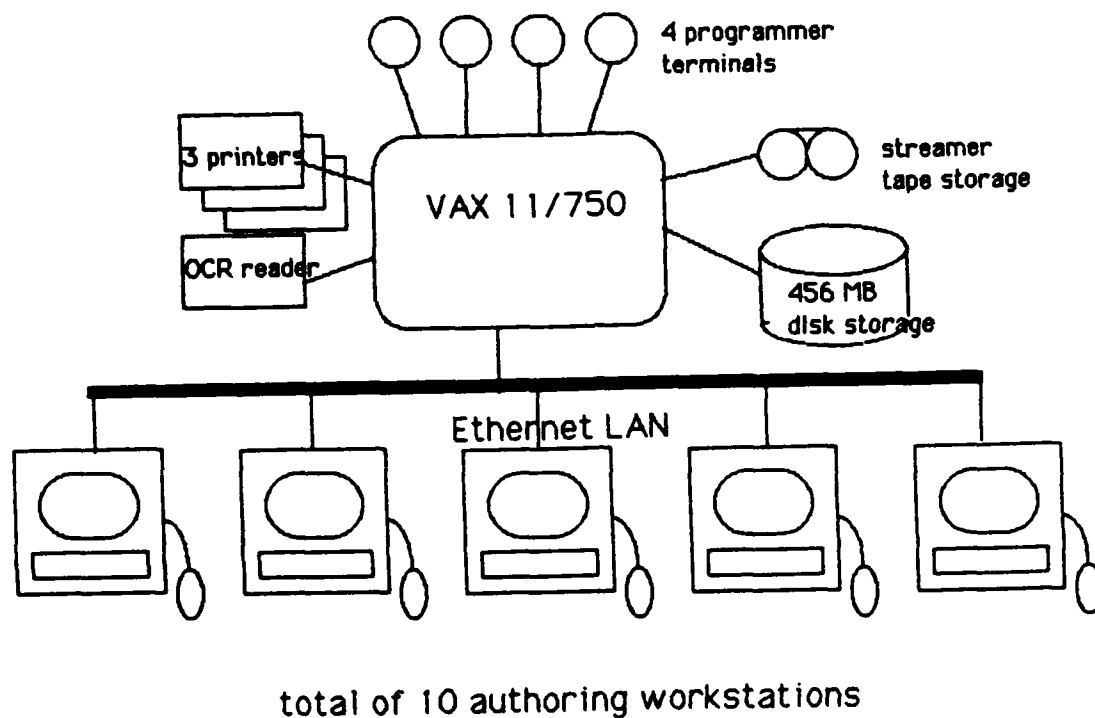 4 programmer
terminals
3 printers
VAX 11/750
streamer
tape storage
OCR reader
456 MB
disk storage
Ethernet LAN
total of 10 authoring workstations